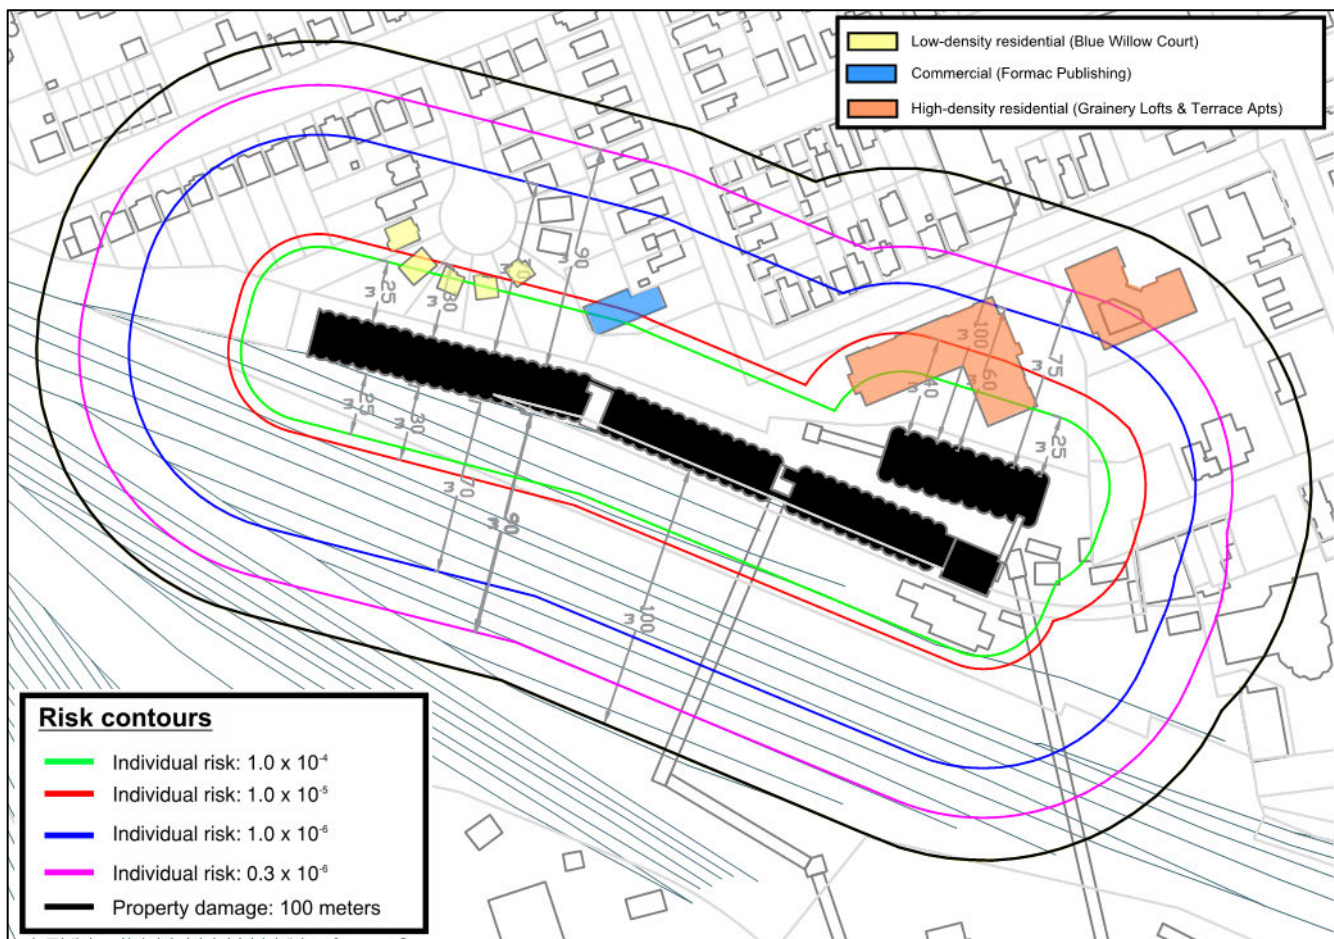 Low-density residential (Blue Willow Court)
Commercial (Formac Publishing)
High-density residential (Grainery Lofts & Terrace Apts)
90
25
m
30
m
m
100
m
75
m
60
m
40
m
25
m
25
m
30
m
70
m
90
m
100
m
Risk contours
Individual risk: 1.0 x 10⁻⁴
Individual risk: 1.0 x 10⁻⁵
Individual risk: 1.0 x 10⁻⁶
Individual risk: 0.3 x 10⁻⁶
Property damage: 100 meters